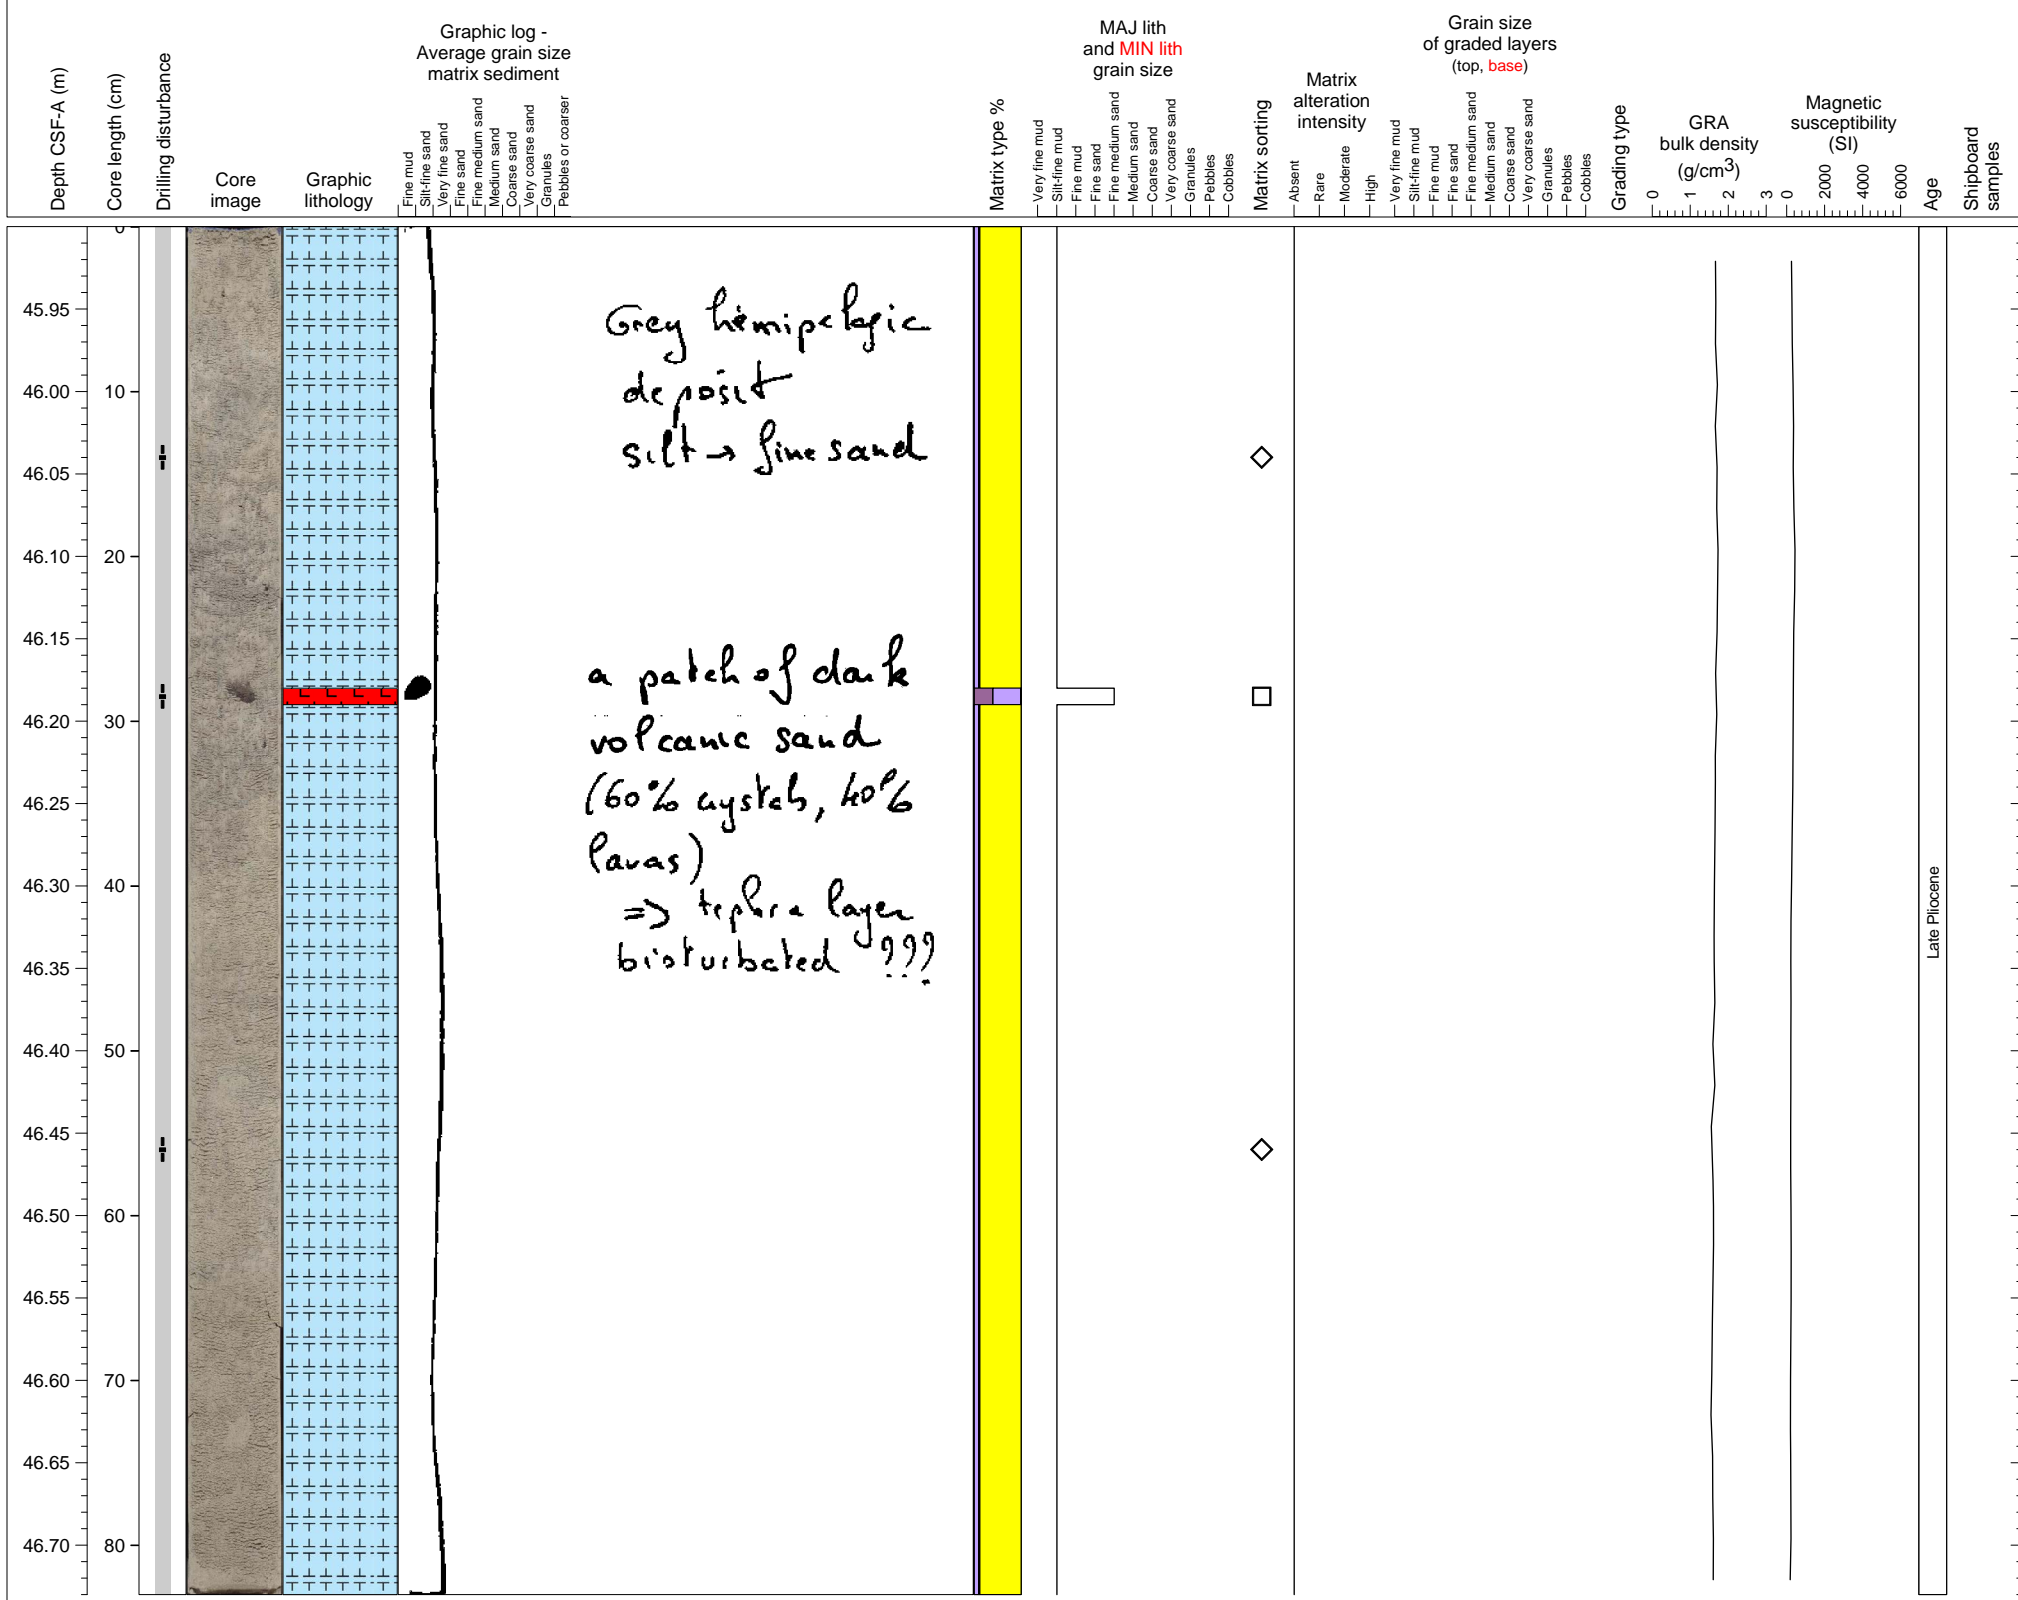 Depth CSF-A (m)
Core length (cm)
Drilling disturbance
Core
image
Graphic
lithology
Graphic log -
Average grain size
matrix sediment
Fine mud
Silt-fine sand
Very fine sand
Fine sand
Fine medium sand
Medium sand
Coarse sand
Very coarse sand
Granules
Pebbles or coarser
Matrix type %
MAJ lith
and MIN lith
grain size
Very fine mud
Silt-fine mud
Fine mud
Fine sand
Fine medium sand
Medium sand
Coarse sand
Very coarse sand
Granules
Pebbles
Cobbles
Matrix sorting
Matrix
alteration
intensity
Absent
Rare
Moderate
High
Grain size
of graded layers
(top, base)
Very fine mud
Silt-fine mud
Fine mud
Fine sand
Fine medium sand
Medium sand
Coarse sand
Very coarse sand
Granules
Pebbles
Cobbles
Grading type
GRA
bulk density
(g/cm3)
0 1 2 3
Magnetic
susceptibility
(SI)
0 2000 4000 6000
Age
Shipboard
samples
0
45.95
46.00 10
46.05
46.10 20
46.15
46.20 30
46.25
46.30 40
46.35
46.40 50
46.45
46.50 60
46.55
46.60 70
46.65
46.70 80
Grey hemipelagic
deposit
silt → fine sand
a patch of dark
volcanic sand
(60% crystals, 40%
lavas)
=> tephra layer
bioturbated ???
Late Pliocene